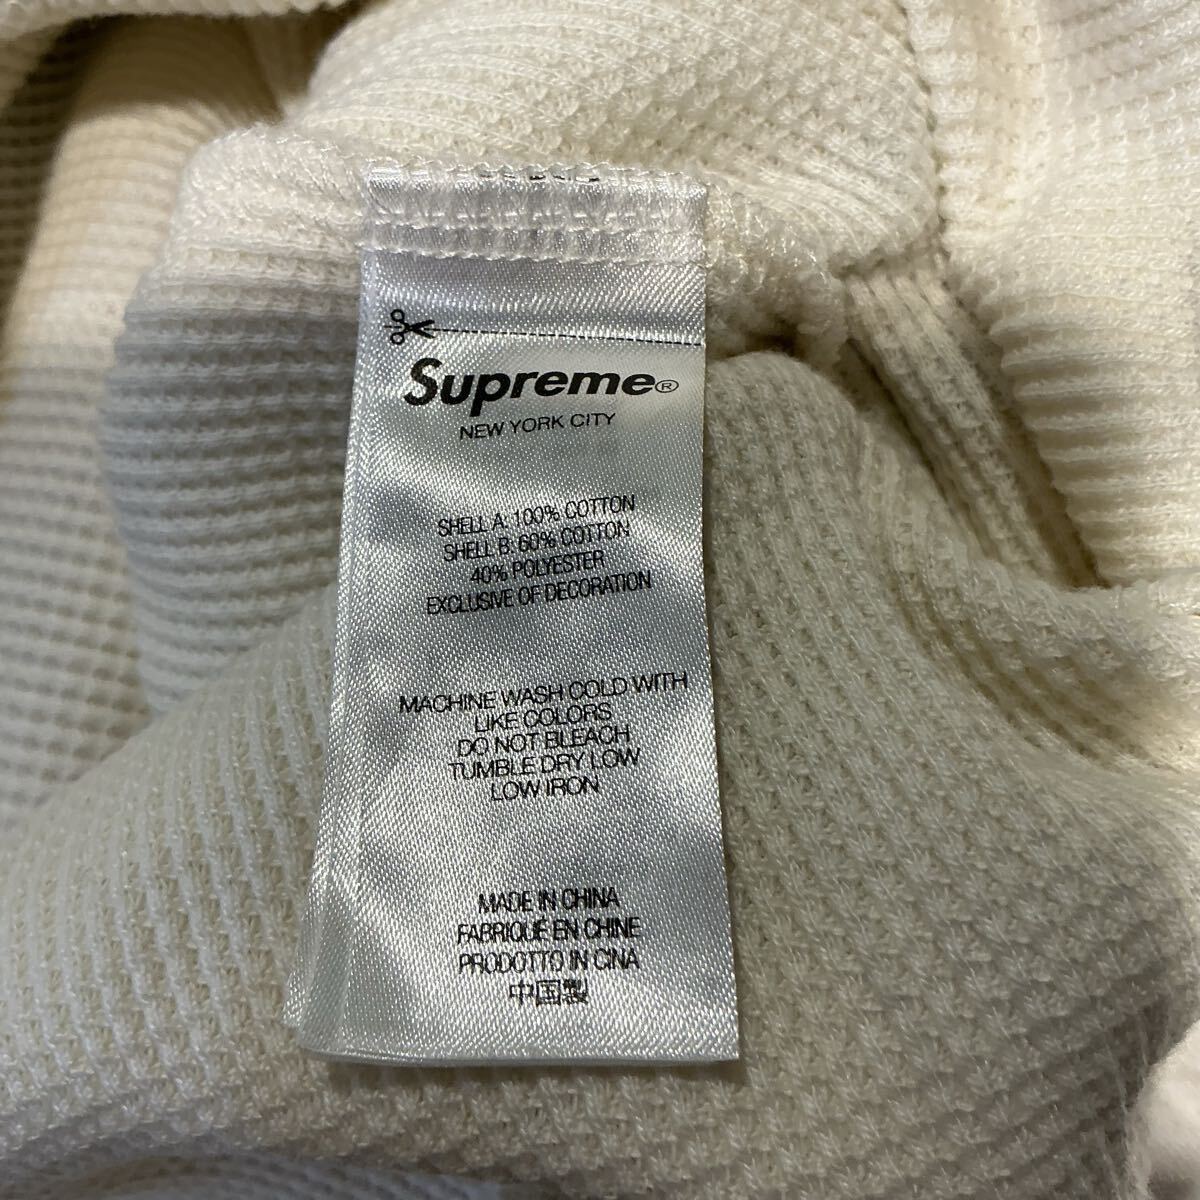 Supreme®
NEW YORK CITY
SHELL A: 100% COTTON
SHELL B: 60% COTTON
40% POLYESTER
EXCLUSIVE OF DECORATION
MACHINE WASH COLD WITH
LIKE COLORS
DO NOT BLEACH
TUMBLE DRY LOW
LOW IRON
MADE IN CHINA
FABRIQUÉ EN CHINE
PRODOTTO IN CINA
中国製